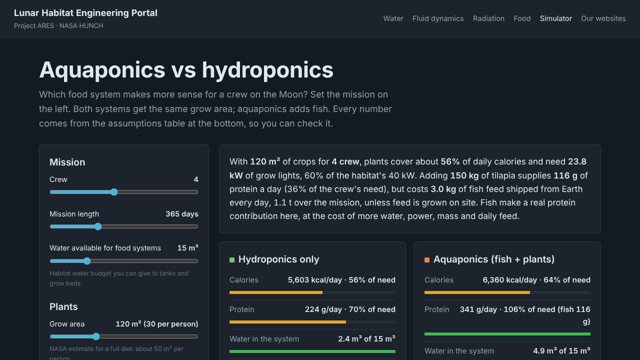 Lunar Habitat Engineering Portal
Project ARES · NASA HUNCH
Water Fluid dynamics Radiation Food Simulator Our websites
Aquaponics vs hydroponics
Which food system makes more sense for a crew on the Moon? Set the mission on
the left. Both systems get the same grow area; aquaponics adds fish. Every number
comes from the assumptions table at the bottom, so you can check it.
Mission
Crew 4
Mission length 365 days
Water available for food systems 15 m³
Habitat water budget you can give to tanks and
grow beds.
Plants
Grow area 120 m² (30 per person)
NASA estimate for a full diet: about 50 m² per
person
With 120 m² of crops for 4 crew, plants cover about 56% of daily calories and need 23.8
kW of grow lights, 60% of the habitat's 40 kW. Adding 150 kg of tilapia supplies 116 g of
protein a day (36% of the crew's need), but costs 3.0 kg of fish feed shipped from Earth
every day, 1.1 t over the mission, unless feed is grown on site. Fish make a real protein
contribution here, at the cost of more water, power, mass and daily feed.
Hydroponics only
Calories 5,603 kcal/day · 56% of need
Protein 224 g/day · 70% of need
Water in the system 2.4 m³ of 15 m³
Aquaponics (fish + plants)
Calories 6,360 kcal/day · 64% of need
Protein 341 g/day · 106% of need (fish 116
g)
Water in the system 4.9 m³ of 15 m³